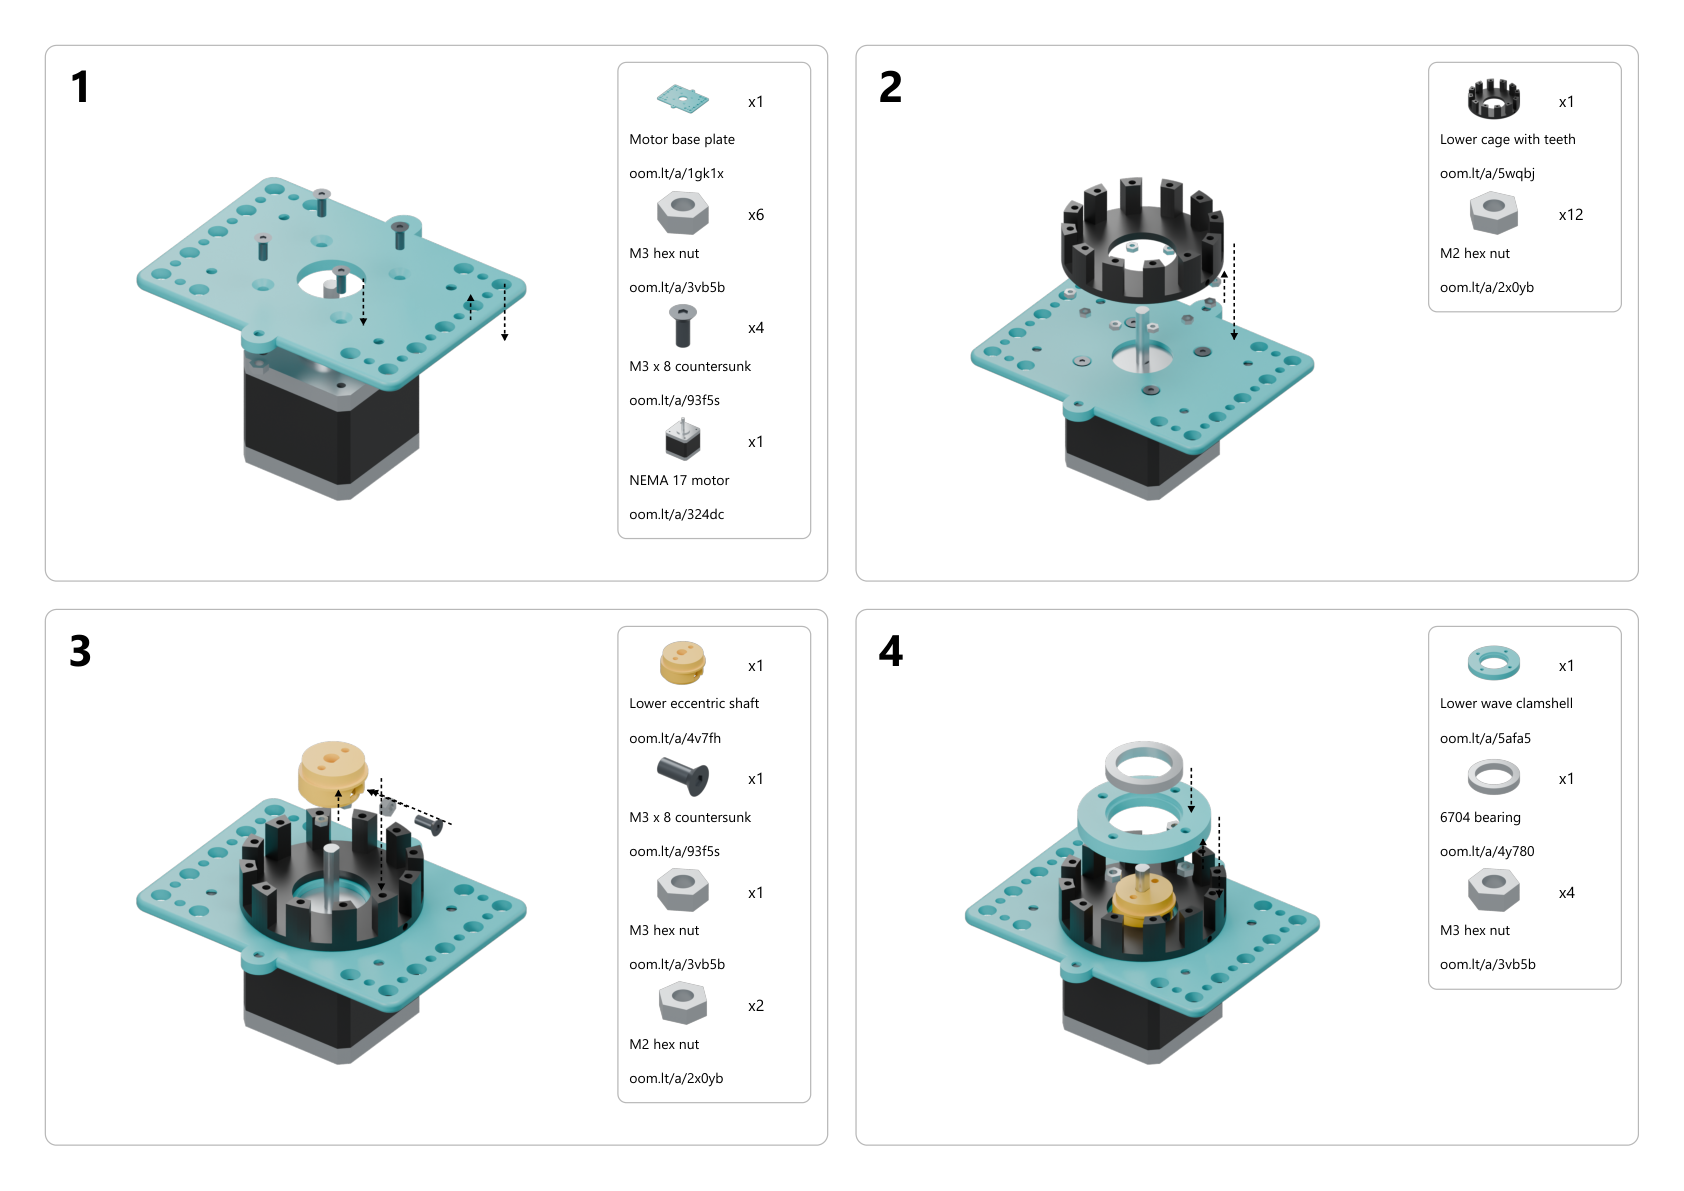 1
x1
Motor base plate
oom.lt/a/1gk1x
x6
M3 hex nut
oom.lt/a/3vb5b
x4
M3 x 8 countersunk
oom.lt/a/93f5s
x1
NEMA 17 motor
oom.lt/a/324dc
2
x1
Lower cage with teeth
oom.lt/a/5wqbj
x12
M2 hex nut
oom.lt/a/2x0yb
3
x1
Lower eccentric shaft
oom.lt/a/4v7fh
x1
M3 x 8 countersunk
oom.lt/a/93f5s
x1
M3 hex nut
oom.lt/a/3vb5b
x2
M2 hex nut
oom.lt/a/2x0yb
4
x1
Lower wave clamshell
oom.lt/a/5afa5
x1
6704 bearing
oom.lt/a/4y780
x4
M3 hex nut
oom.lt/a/3vb5b